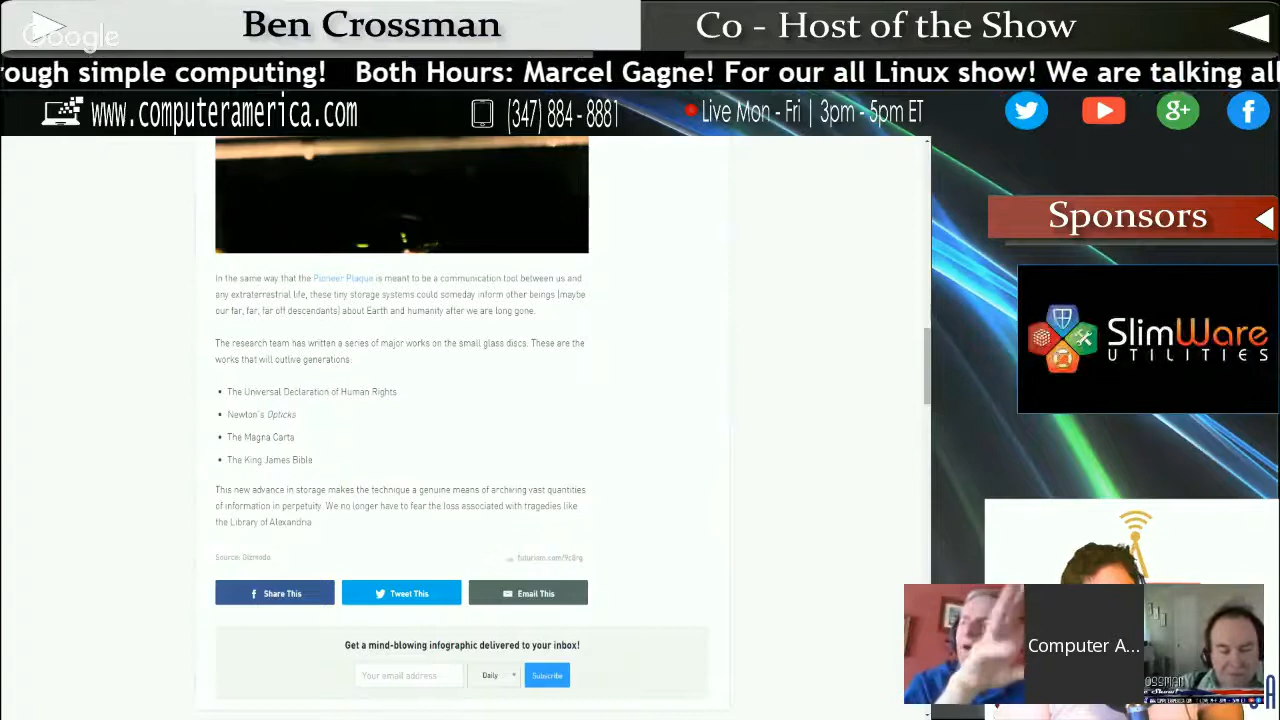 Google
Ben Crossman
Co - Host of the Show
rough simple computing! Both Hours: Marcel Gagne! For our all Linux show! We are talking all
www.computeramerica.com
(347) 884 - 8881
Live Mon - Fri | 3pm - 5pm ET
In the same way that the Pioneer Plaque is meant to be a communication tool between us and
any extraterrestrial life, these tiny storage systems could someday inform other beings (maybe
our far, far, far off descendants) about Earth and humanity after we are long gone.
The research team has written a series of major works on the small glass discs. These are the
works that will outlive generations.
• The Universal Declaration of Human Rights
• Newton's Opticks
• The Magna Carta
• The King James Bible
This new advance in storage makes the technique a genuine means of archiving vast quantities
of information in perpetuity. We no longer have to fear the loss associated with tragedies like
the Library of Alexandria
Source: Gizmodo
Share This
Tweet This
Email This
Get a mind-blowing infographic delivered to your inbox!
Your email address
Daily
Subscribe
Sponsors
SLIMWARE
UTILITIES
Computer A...